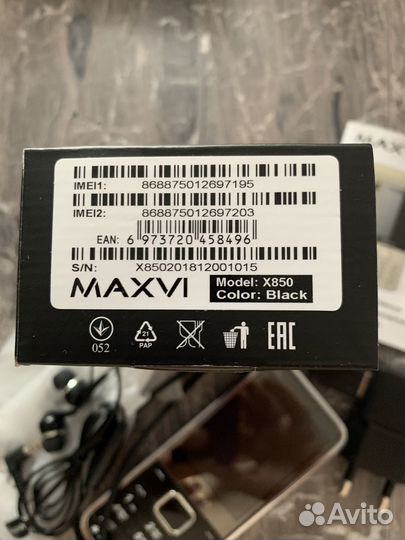 IMEI1: 868875012697195
IMEI2: 868875012697203
EAN: 6 973720 458496
S/N: X850201812001015
MAXVI Model: X850
Color: Black
052
21
PAP
EAC
MAXV
Avito